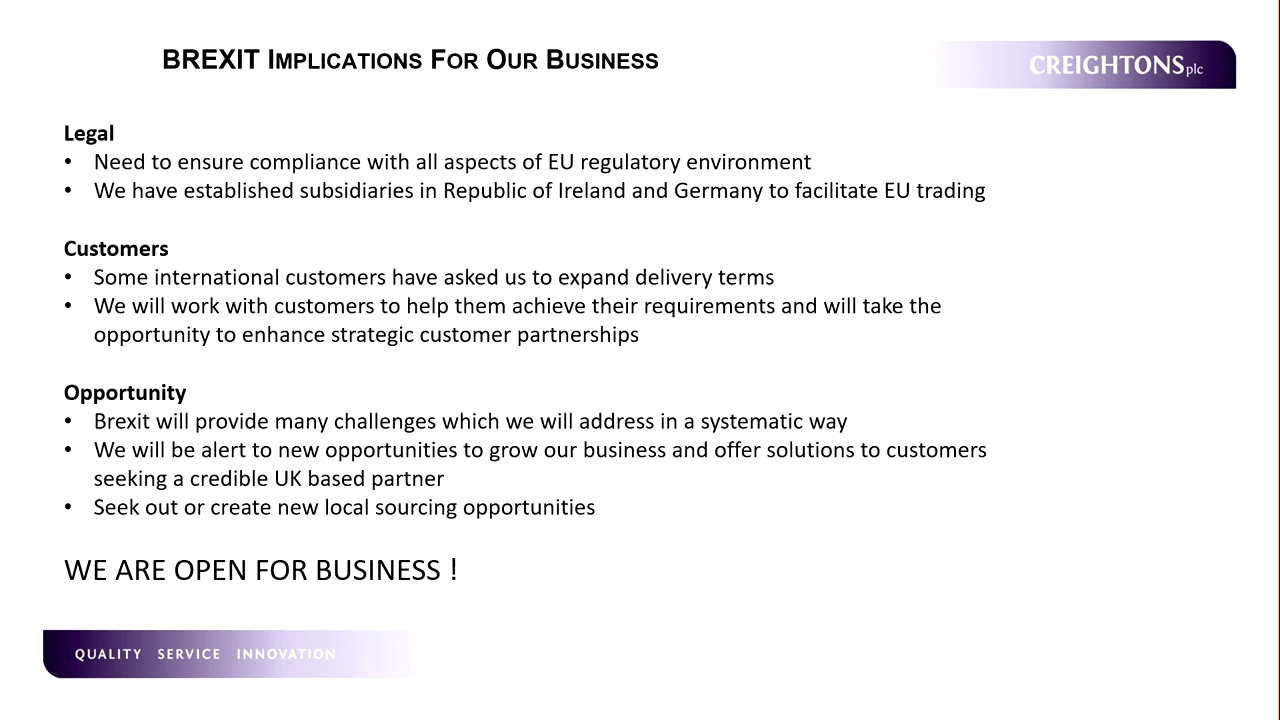 BREXIT IMPLICATIONS FOR OUR BUSINESS
CREIGHTONS plc
Legal
• Need to ensure compliance with all aspects of EU regulatory environment
• We have established subsidiaries in Republic of Ireland and Germany to facilitate EU trading
Customers
• Some international customers have asked us to expand delivery terms
• We will work with customers to help them achieve their requirements and will take the
opportunity to enhance strategic customer partnerships
Opportunity
• Brexit will provide many challenges which we will address in a systematic way
• We will be alert to new opportunities to grow our business and offer solutions to customers
seeking a credible UK based partner
• Seek out or create new local sourcing opportunities
WE ARE OPEN FOR BUSINESS !
QUALITY SERVICE INNOVATION